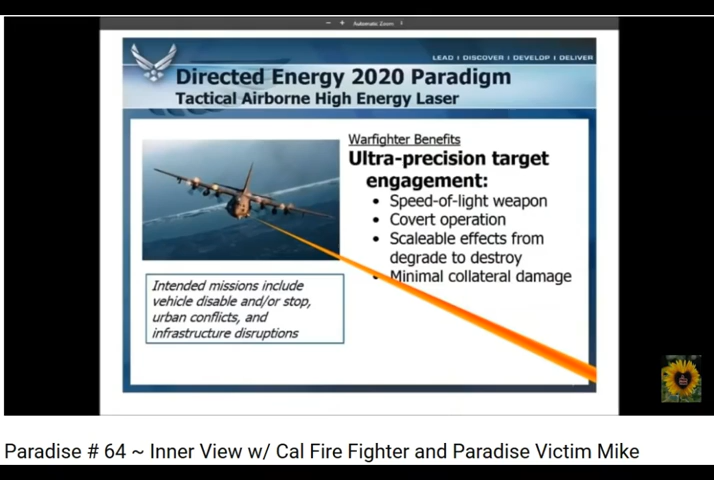 Automatic Zoom
LEAD I DISCOVER I DEVELOP I DELIVER
Directed Energy 2020 Paradigm
Tactical Airborne High Energy Laser
Warfighter Benefits
Ultra-precision target
engagement:
• Speed-of-light weapon
• Covert operation
• Scaleable effects from
degrade to destroy
• Minimal collateral damage
Intended missions include
vehicle disable and/or stop,
urban conflicts, and
infrastructure disruptions
Paradise # 64 ~ Inner View w/ Cal Fire Fighter and Paradise Victim Mike